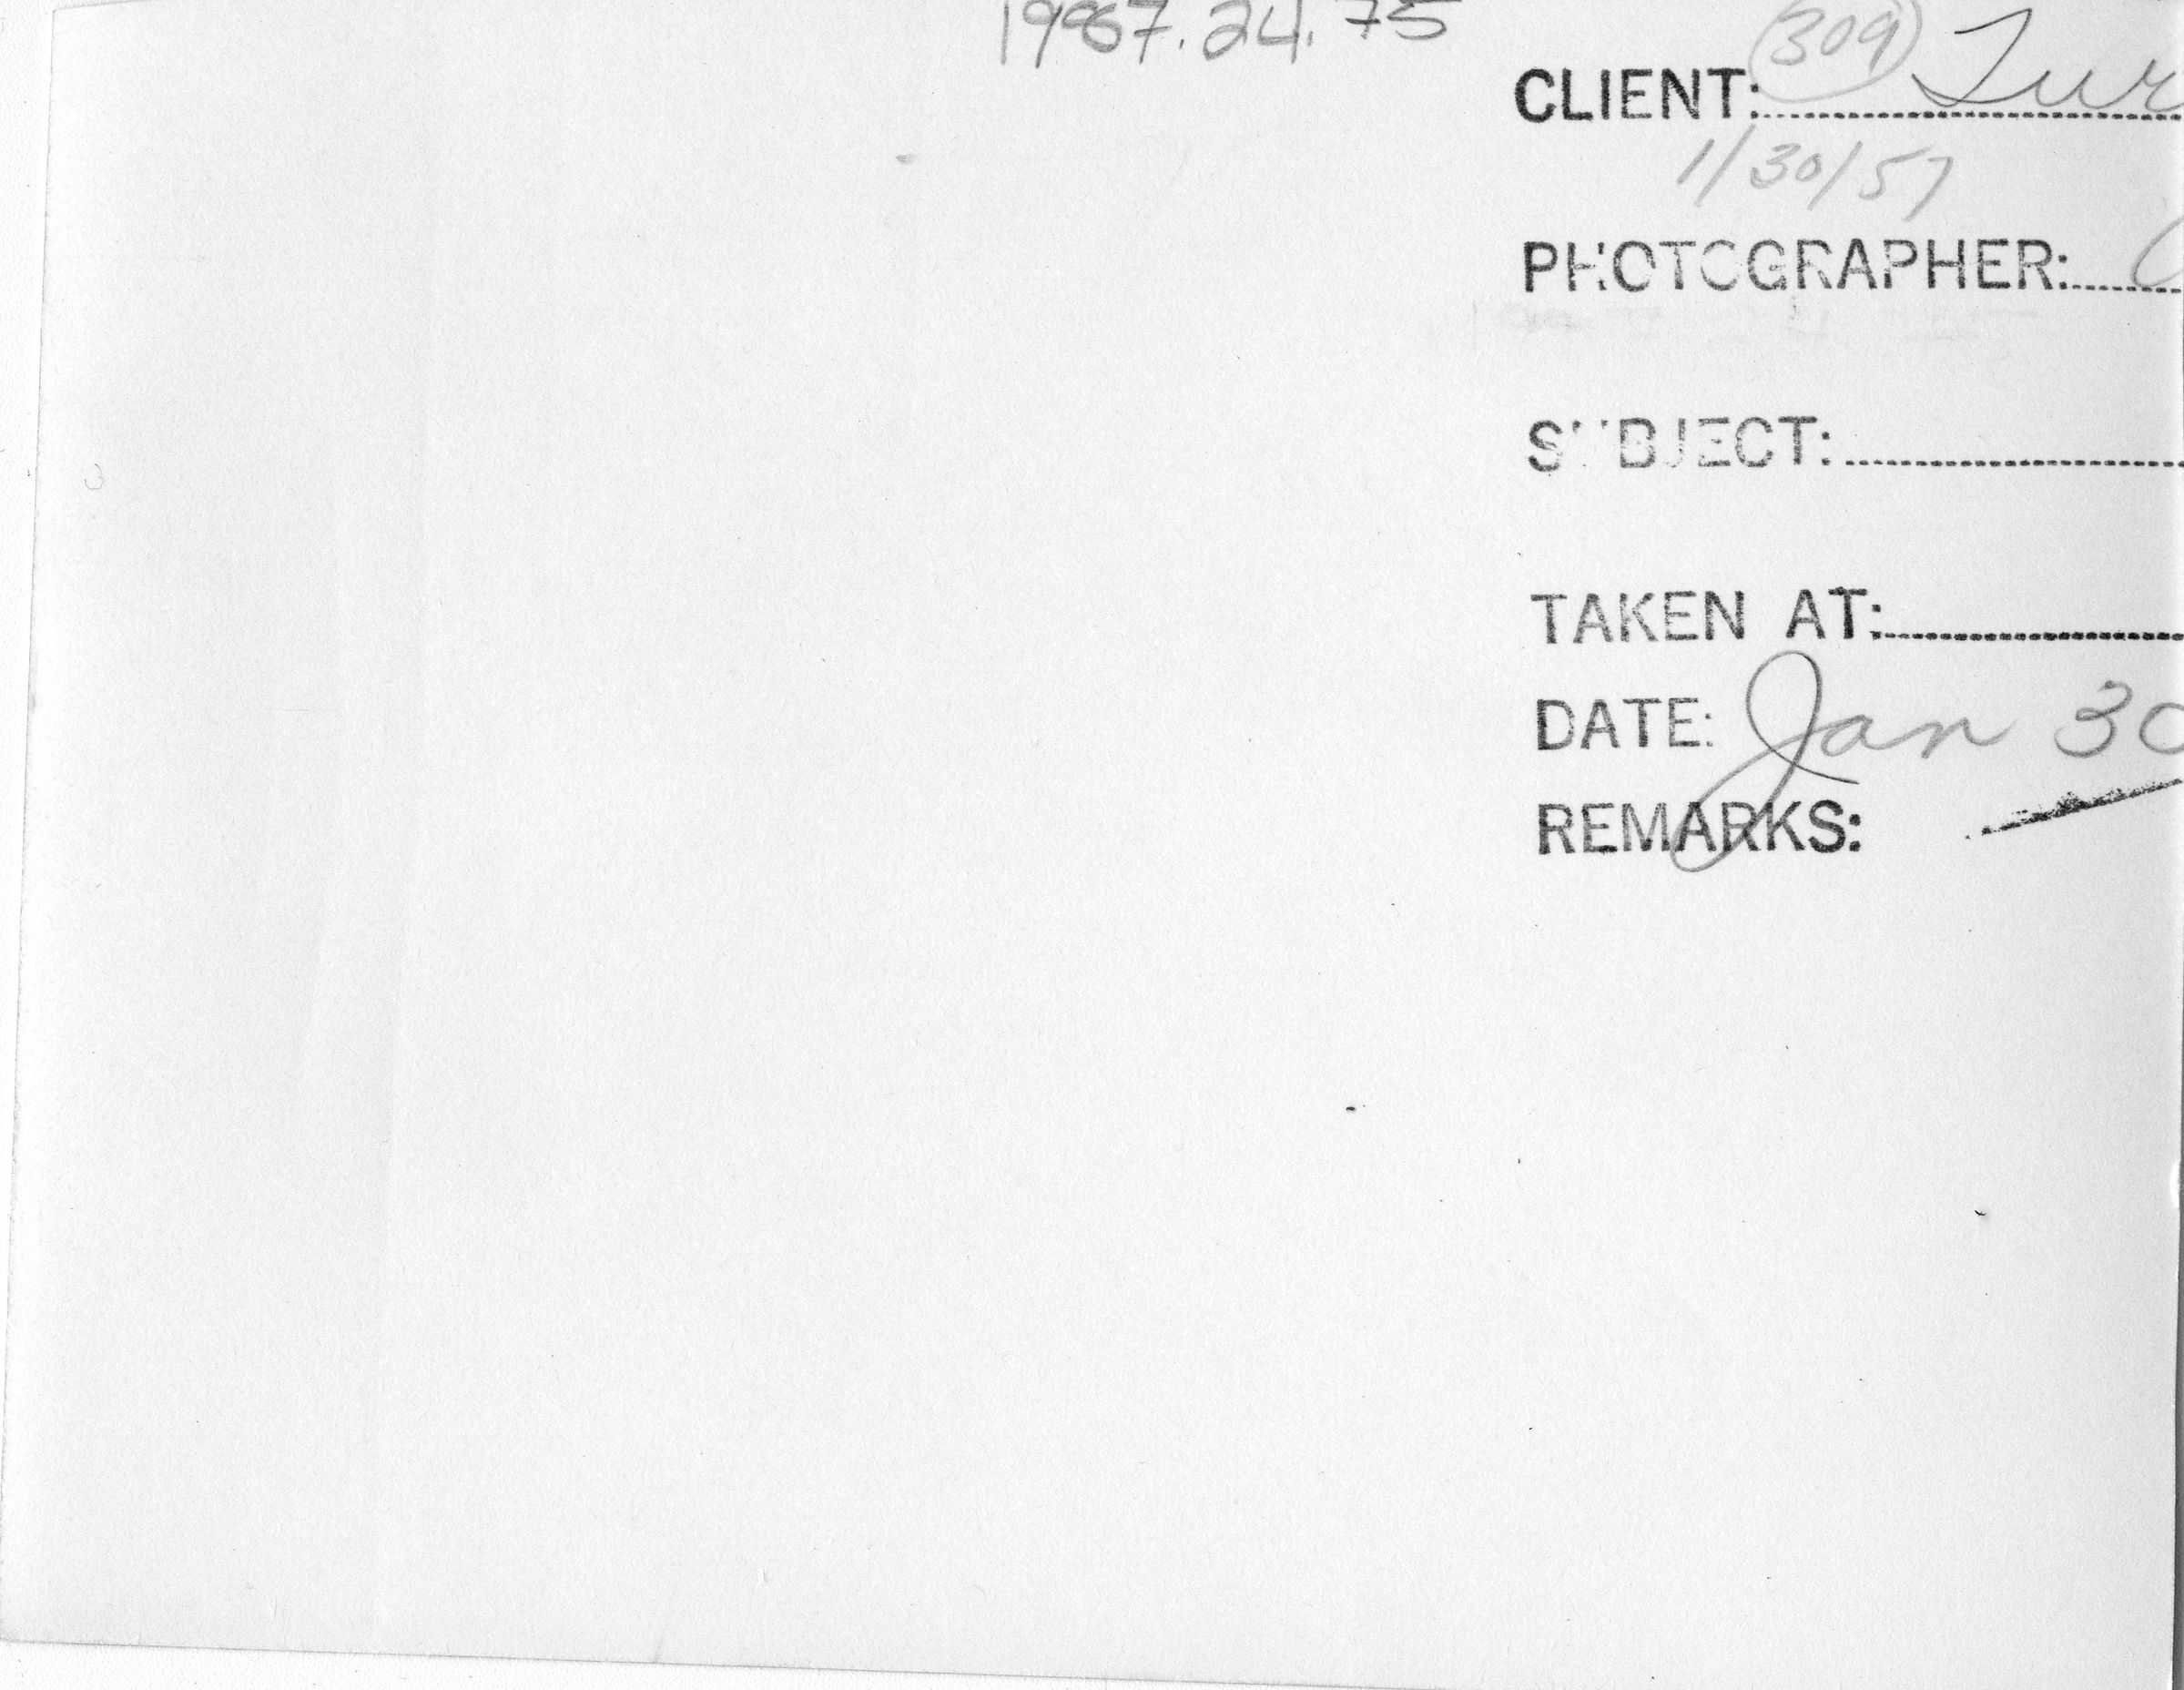 1987.24.75
(309)
CLIENT:
1/30/57
PHOTOGRAPHER:
SUBJECT:
TAKEN AT:
DATE: Jan 30
REMARKS: